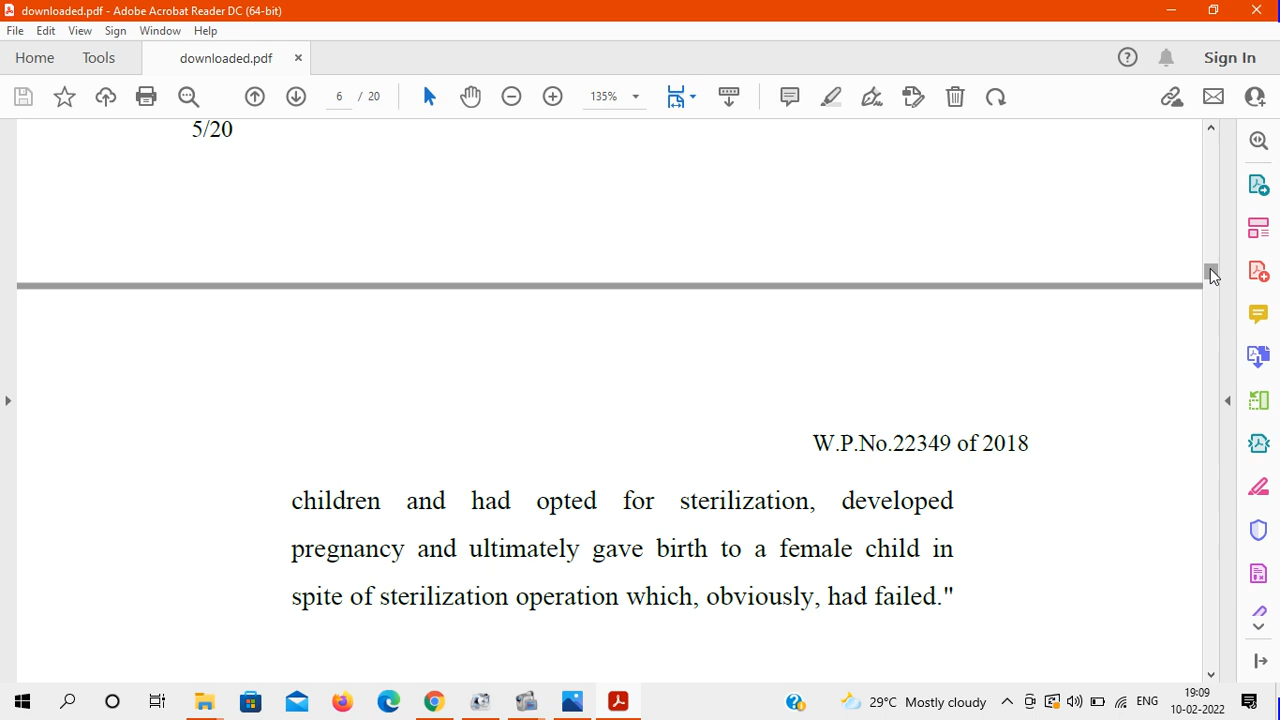 downloaded.pdf - Adobe Acrobat Reader DC (64-bit)
File Edit View Sign Window Help
Home Tools downloaded.pdf × Sign In
6 / 20 135%
5/20
W.P.No.22349 of 2018
children and had opted for sterilization, developed
pregnancy and ultimately gave birth to a female child in
spite of sterilization operation which, obviously, had failed."
29°C Mostly cloudy ENG 19:09
10-02-2022